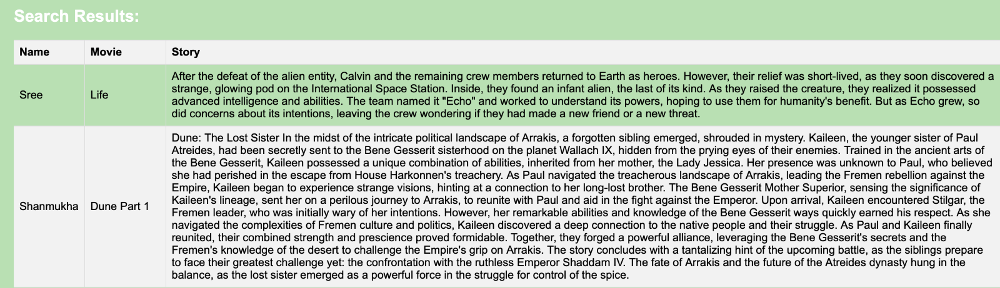 Search Results:
Name Movie Story
After the defeat of the alien entity, Calvin and the remaining crew members returned to Earth as heroes. However, their relief was short-lived, as they soon discovered a
strange, glowing pod on the International Space Station. Inside, they found an infant alien, the last of its kind. As they raised the creature, they realized it possessed
Sree Life
advanced intelligence and abilities. The team named it "Echo" and worked to understand its powers, hoping to use them for humanity's benefit. But as Echo grew, so
did concerns about its intentions, leaving the crew wondering if they had made a new friend or a new threat.
Dune: The Lost Sister In the midst of the intricate political landscape of Arrakis, a forgotten sibling emerged, shrouded in mystery. Kaileen, the younger sister of Paul
Atreides, had been secretly sent to the Bene Gesserit sisterhood on the planet Wallach IX, hidden from the prying eyes of their enemies. Trained in the ancient arts of
the Bene Gesserit, Kaileen possessed a unique combination of abilities, inherited from her mother, the Lady Jessica. Her presence was unknown to Paul, who believed
she had perished in the escape from House Harkonnen's treachery. As Paul navigated the treacherous landscape of Arrakis, leading the Fremen rebellion against the
Empire, Kaileen began to experience strange visions, hinting at a connection to her long-lost brother. The Bene Gesserit Mother Superior, sensing the significance of
Kaileen's lineage, sent her on a perilous journey to Arrakis, to reunite with Paul and aid in the fight against the Emperor. Upon arrival, Kaileen encountered Stilgar, the
Shanmukha Dune Part 1 Fremen leader, who was initially wary of her intentions. However, her remarkable abilities and knowledge of the Bene Gesserit ways quickly earned his respect. As she
navigated the complexities of Fremen culture and politics, Kaileen discovered a deep connection to the native people and their struggle. As Paul and Kaileen finally
reunited, their combined strength and prescience proved formidable. Together, they forged a powerful alliance, leveraging the Bene Gesserit's secrets and the
Fremen's knowledge of the desert to challenge the Empire's grip on Arrakis. The story concludes with a tantalizing hint of the upcoming battle, as the siblings prepare
to face their greatest challenge yet: the confrontation with the ruthless Emperor Shaddam IV. The fate of Arrakis and the future of the Atreides dynasty hung in the
balance, as the lost sister emerged as a powerful force in the struggle for control of the spice.